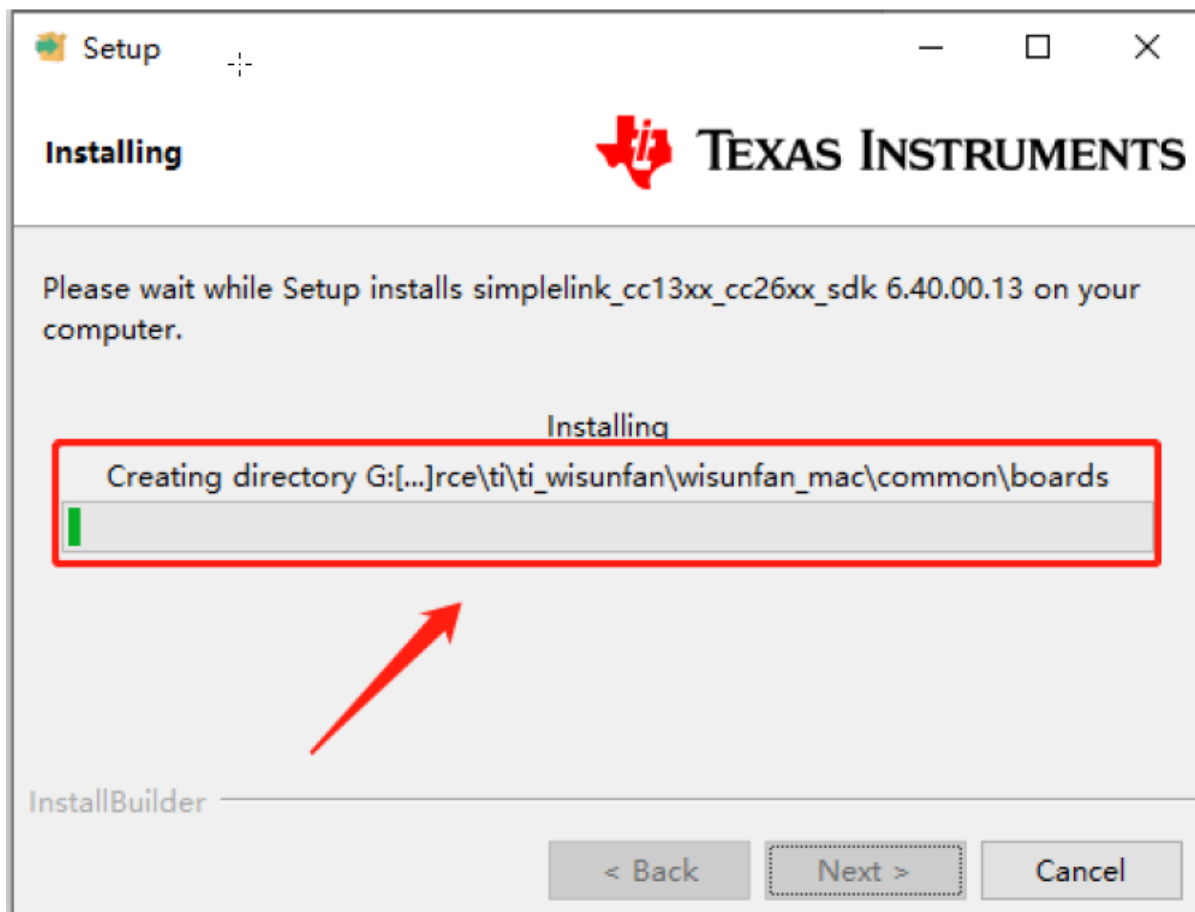 Setup
Installing
TEXAS INSTRUMENTS
Please wait while Setup installs simplelink_cc13xx_cc26xx_sdk 6.40.00.13 on your
computer.
Installing
Creating directory G:[...]rce\ti\ti_wisunfan\wisunfan_mac\common\boards
InstallBuilder
< Back
Next >
Cancel